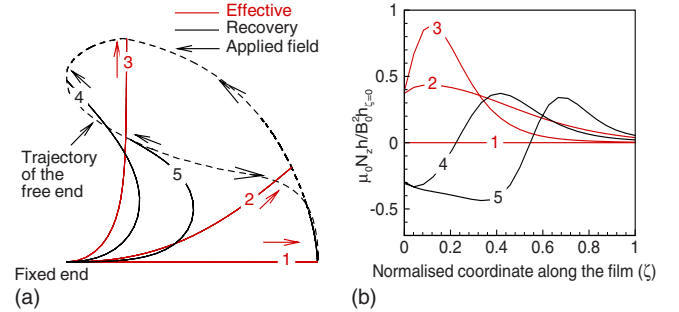 Effective
Recovery
Applied field
3
4
Trajectory
of the
free end
5
2
1
Fixed end
(a)
μ₀N_zh/B₀²h_ζ=0
1
0.5
0
-0.5
3
2
1
4
5
0 0.2 0.4 0.6 0.8 1
Normalised coordinate along the film (ζ)
(b)